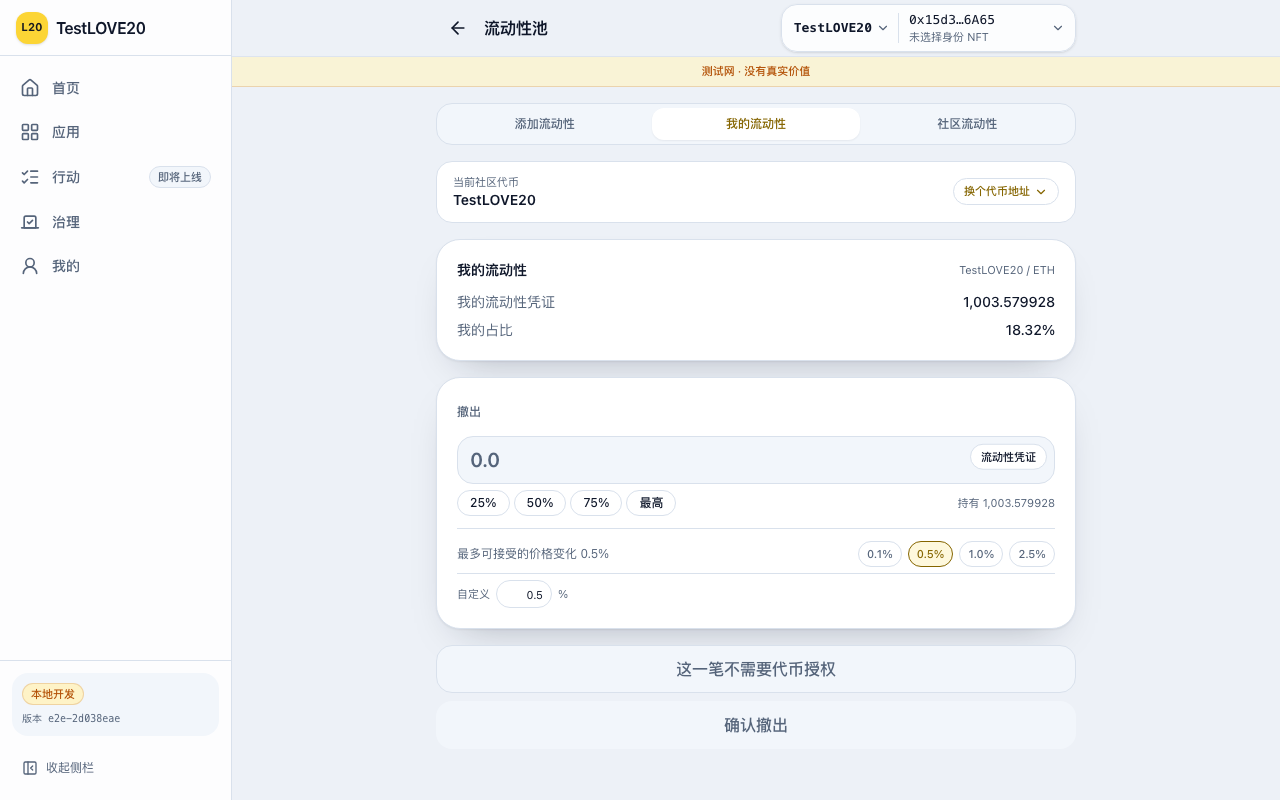 L20 TestLOVE20
首页
应用
行动 即将上线
治理
我的
本地开发
版本 e2e-2d038eae
收起侧栏
流动性池
TestLOVE20
0x15d3…6A65
未选择身份 NFT
测试网 · 没有真实价值
添加流动性 我的流动性 社区流动性
当前社区代币
TestLOVE20
换个代币地址
我的流动性 TestLOVE20 / ETH
我的流动性凭证 1,003.579928
我的占比 18.32%
撤出
0.0 流动性凭证
25% 50% 75% 最高 持有 1,003.579928
最多可接受的价格变化 0.5% 0.1% 0.5% 1.0% 2.5%
自定义 0.5 %
这一笔不需要代币授权
确认撤出